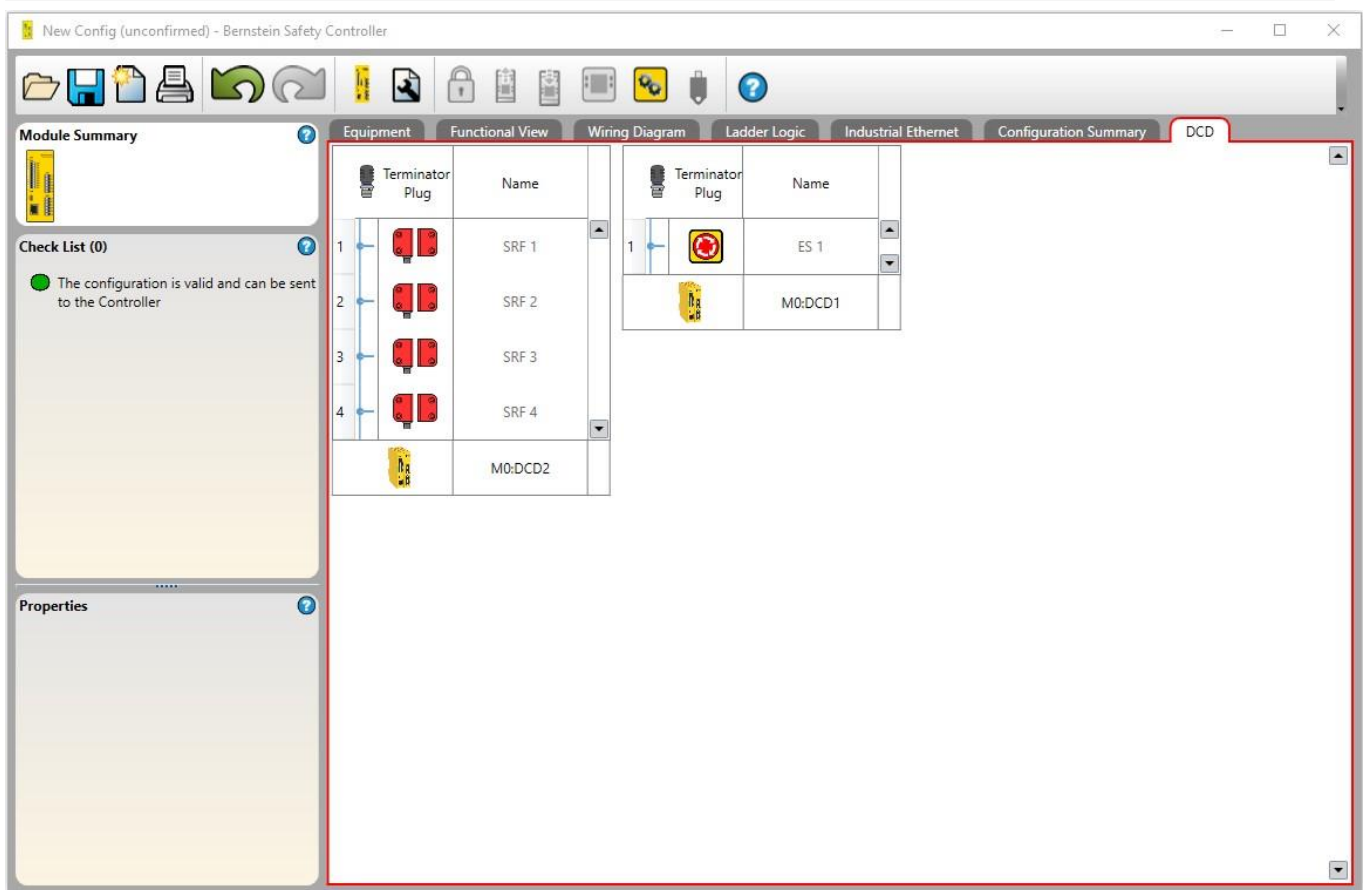 New Config (unconfirmed) - Bernstein Safety Controller
Module Summary
Check List (0)
The configuration is valid and can be sent
to the Controller
Properties
Equipment Functional View Wiring Diagram Ladder Logic Industrial Ethernet Configuration Summary DCD
Terminator
Plug
Name
1 SRF 1
2 SRF 2
3 SRF 3
4 SRF 4
M0:DCD2
Terminator
Plug
Name
1 ES 1
M0:DCD1